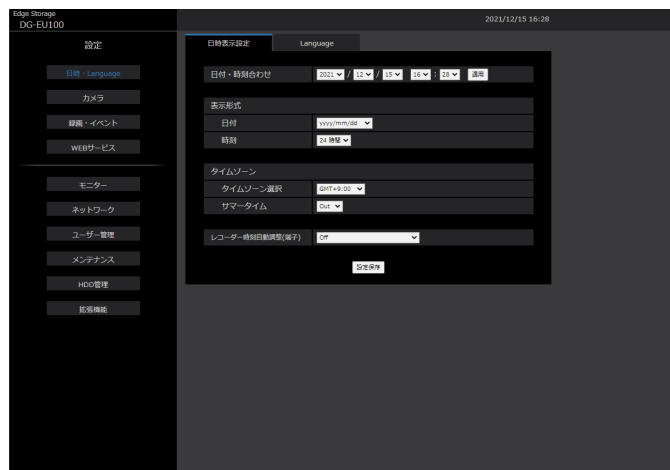 Edge Storage
DG-EU100
2021/12/15 16:28
設定
日時・Language
カメラ
録画・イベント
WEBサービス
モニター
ネットワーク
ユーザー管理
メンテナンス
HDD管理
拡張機能
日時表示設定 Language
日付・時刻合わせ 2021 / 12 / 15 16 : 28 適用
表示形式
日付 yyyy/mm/dd
時刻 24 時間
タイムゾーン
タイムゾーン選択 GMT+9:00
サマータイム Out
レコーダー時刻自動調整(端子) Off
設定保存